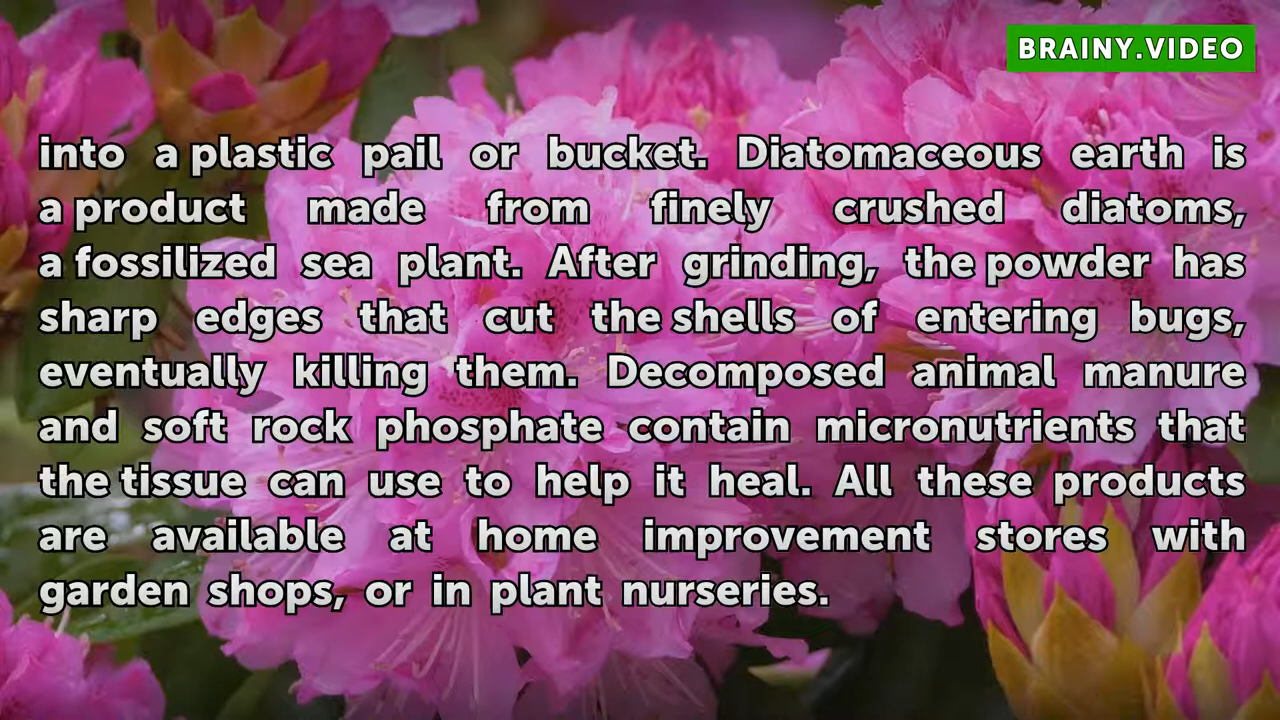 BRAINY.VIDEO
into a plastic pail or bucket. Diatomaceous earth is
a product made from finely crushed diatoms,
a fossilized sea plant. After grinding, the powder has
sharp edges that cut the shells of entering bugs,
eventually killing them. Decomposed animal manure
and soft rock phosphate contain micronutrients that
the tissue can use to help it heal. All these products
are available at home improvement stores with
garden shops, or in plant nurseries.